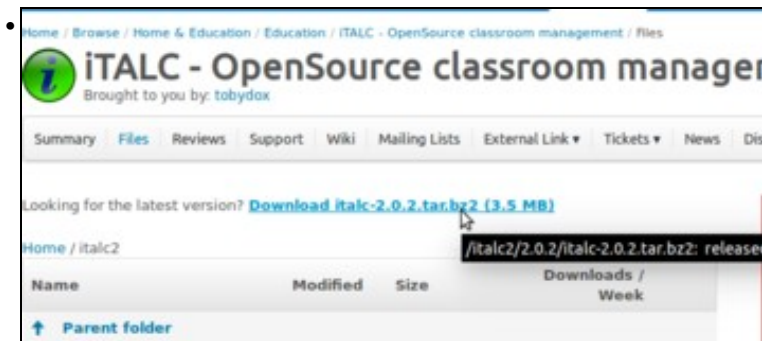 Home / Browse / Home & Education / Education / iTALC - OpenSource classroom management / Files
iTALC - OpenSource classroom manager
Brought to you by: tobydox
Summary Files Reviews Support Wiki Mailing Lists External Link ▾ Tickets ▾ News Dis
Looking for the latest version? Download italc-2.0.2.tar.bz2 (3.5 MB)
/italc2/2.0.2/italc-2.0.2.tar.bz2: released
Home / italc2
Name Modified Size Downloads /
Week
Parent folder